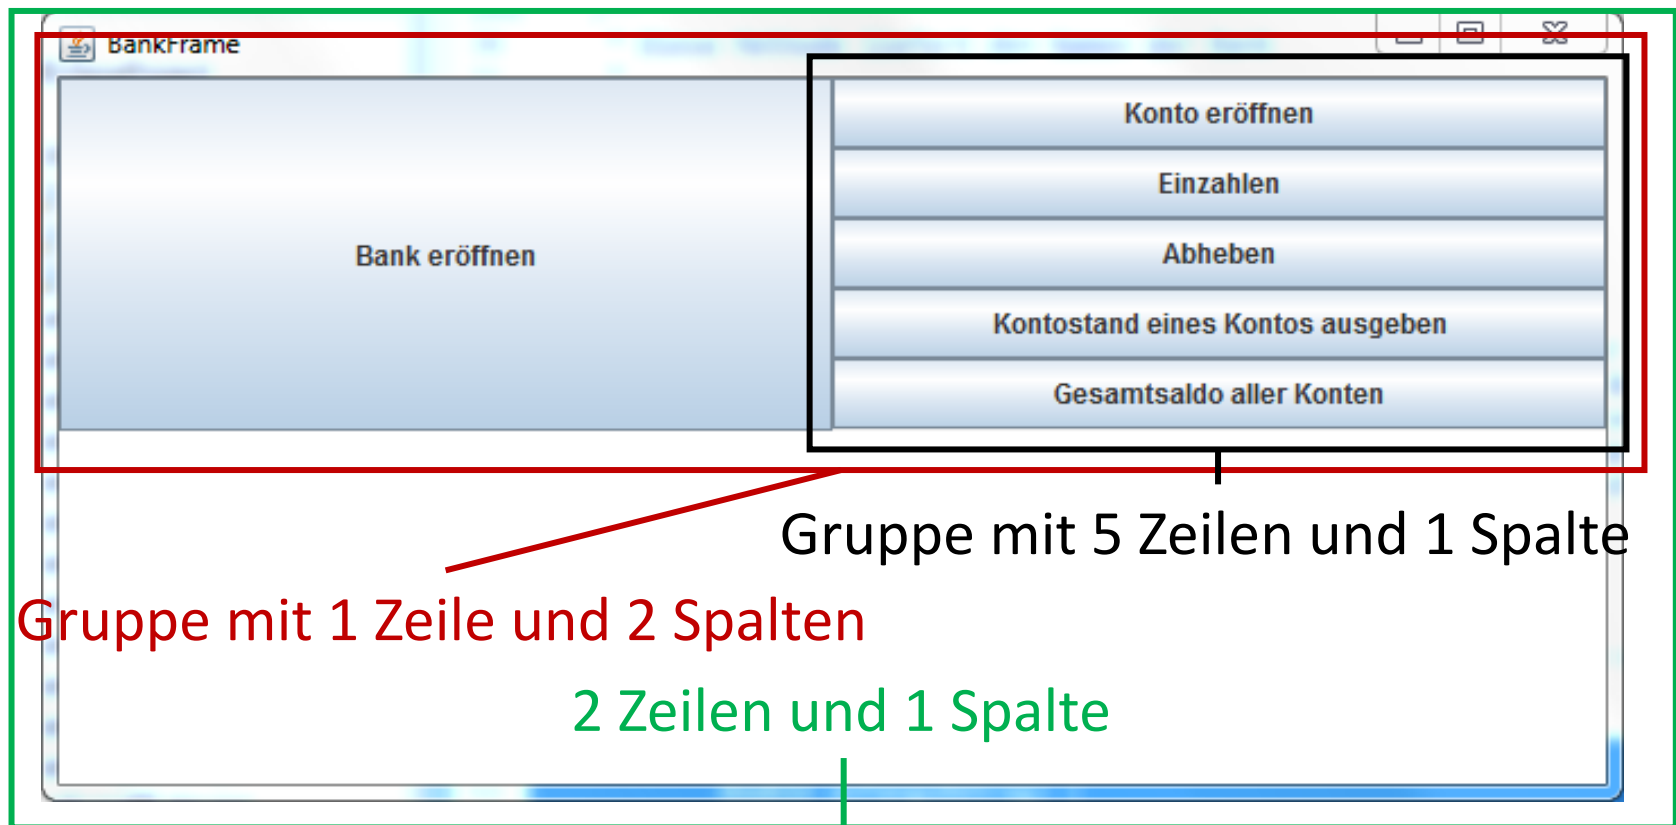 BankFrame
Konto eröffnen
Einzahlen
Bank eröffnen
Abheben
Kontostand eines Kontos ausgeben
Gesamtsaldo aller Konten
Gruppe mit 5 Zeilen und 1 Spalte
Gruppe mit 1 Zeile und 2 Spalten
2 Zeilen und 1 Spalte